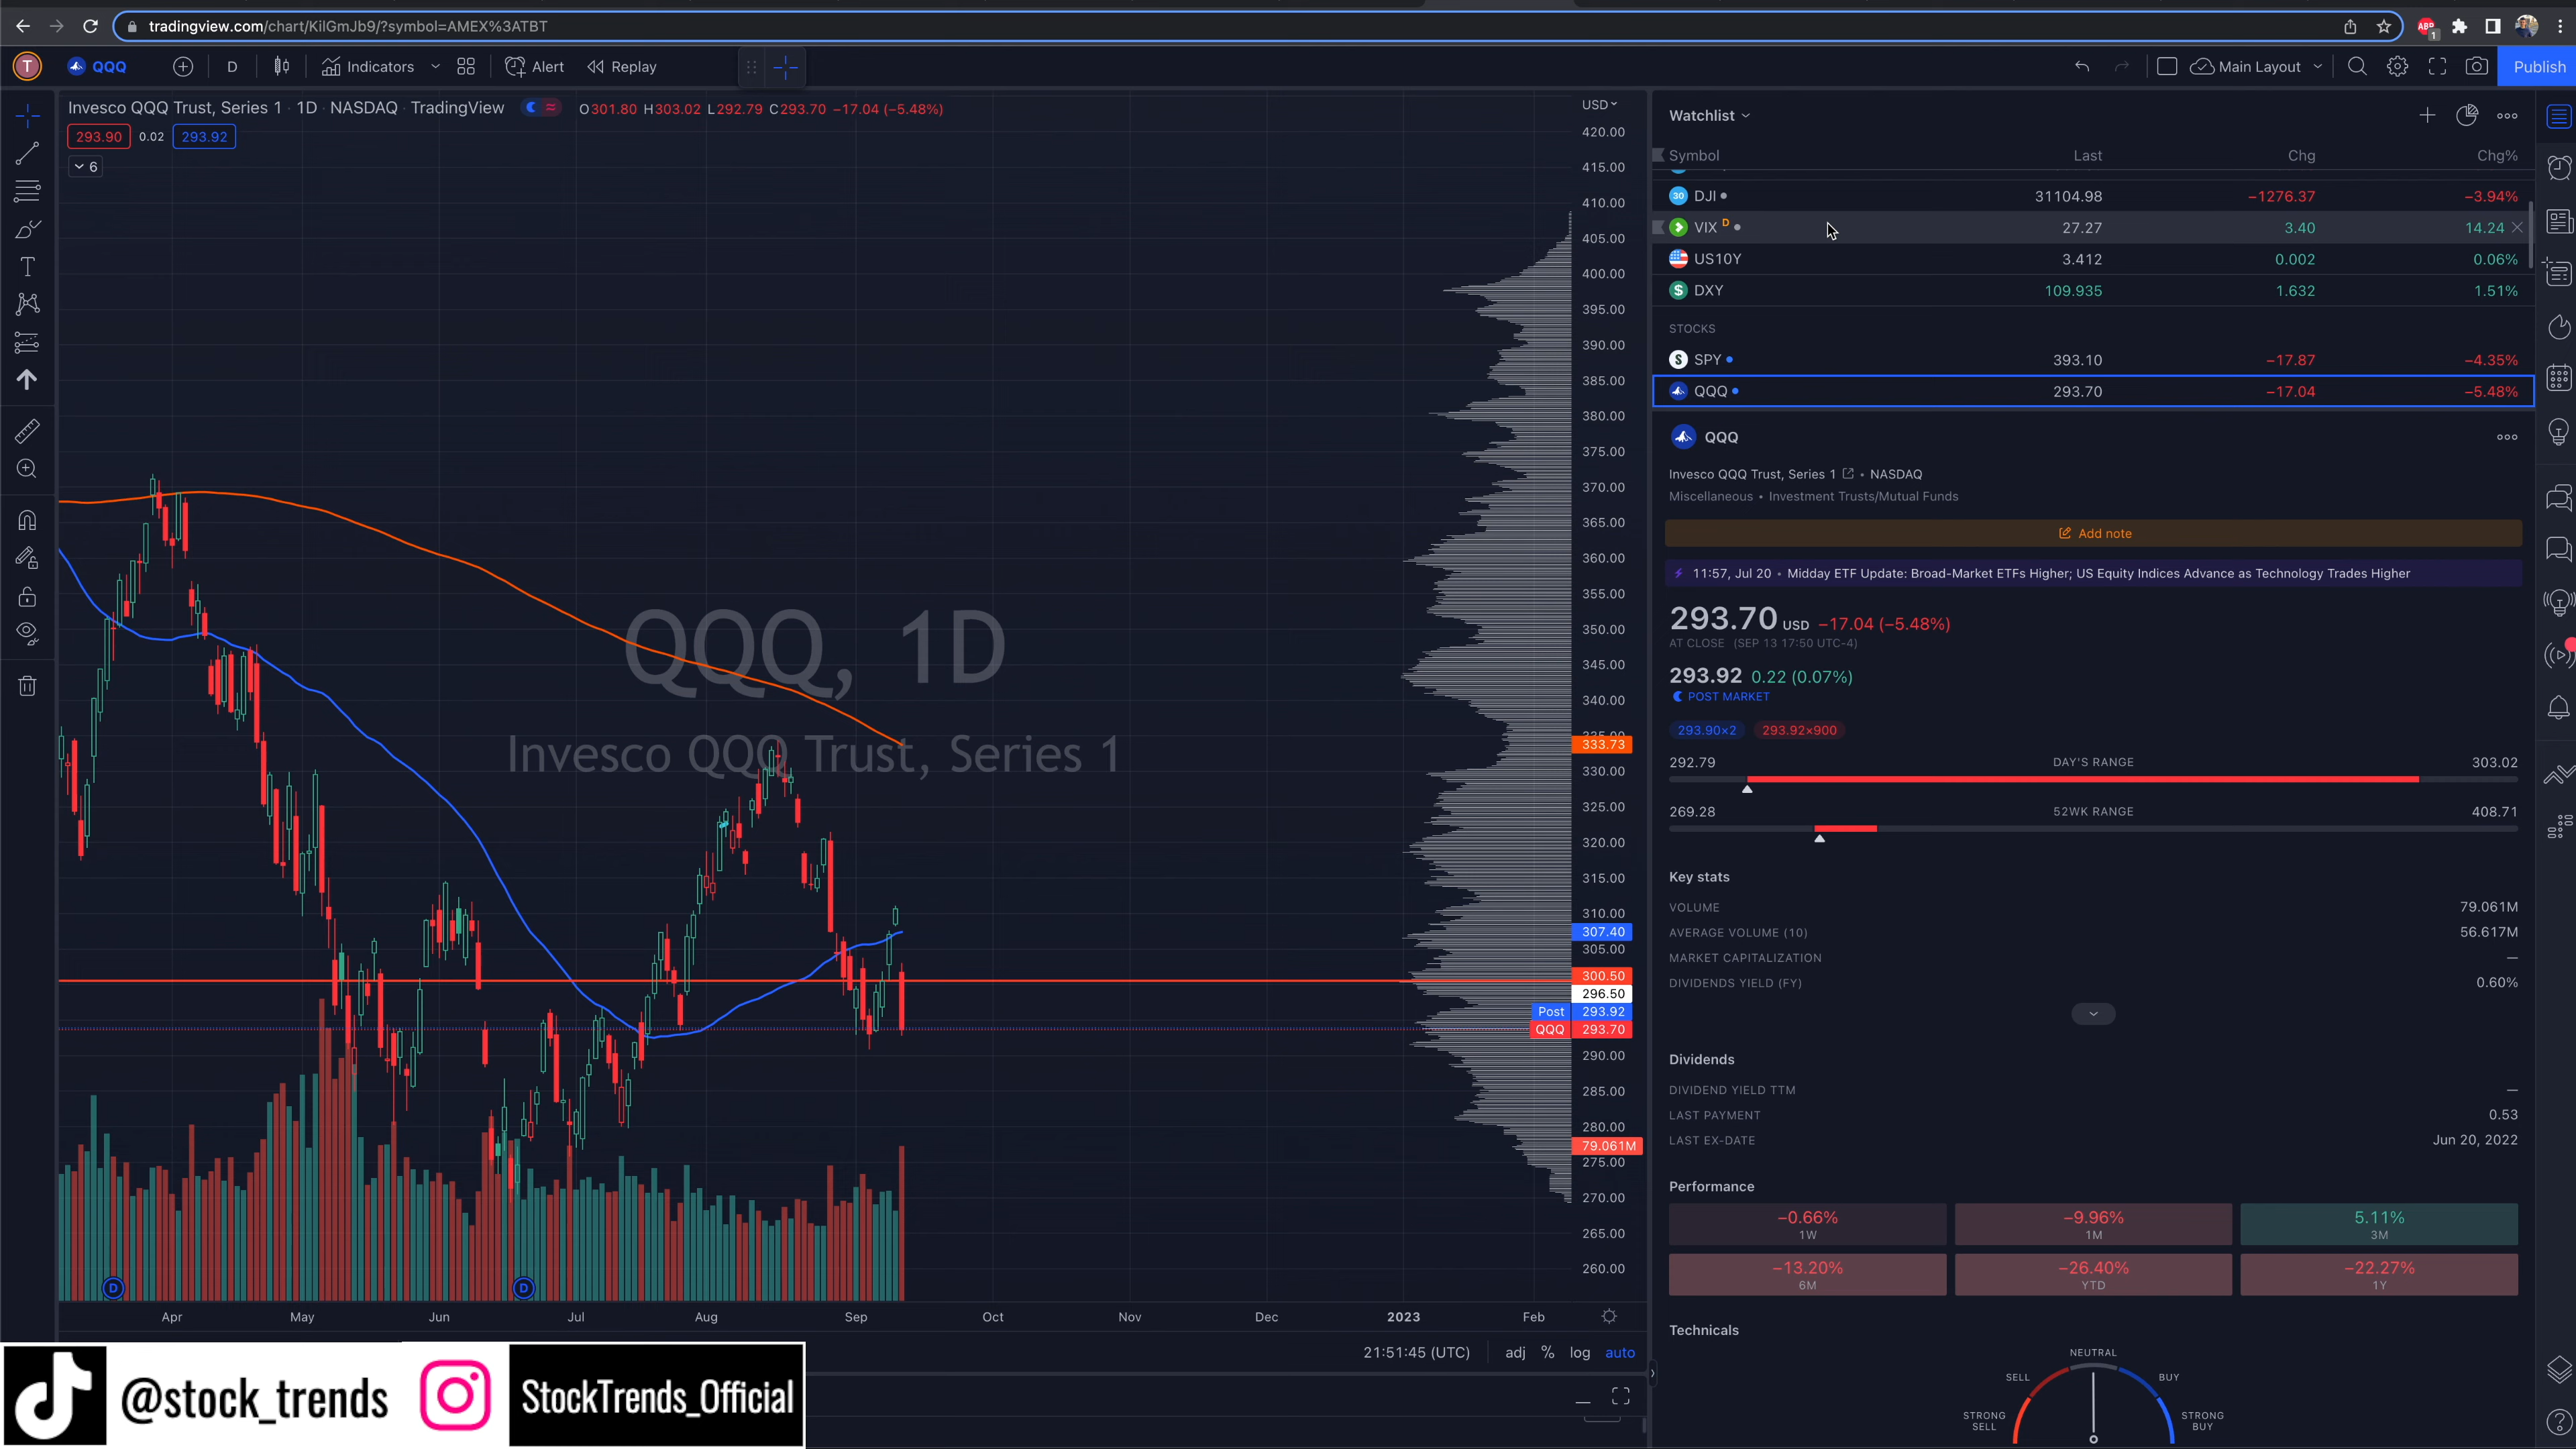 tradingview.com/chart/KilGmJb9/?symbol=AMEX%3ATBT
T QQQ D Indicators Alert Replay Main Layout Publish
Invesco QQQ Trust, Series 1 · 1D · NASDAQ · TradingView O301.80 H303.02 L292.79 C293.70 −17.04 (−5.48%)
293.90 0.02 293.92
6
USD
420.00
415.00
410.00
405.00
400.00
395.00
390.00
385.00
380.00
375.00
370.00
365.00
360.00
355.00
350.00
345.00
340.00
333.73
330.00
325.00
320.00
315.00
310.00
307.40
305.00
300.50
296.50
Post 293.92
QQQ 293.70
290.00
285.00
280.00
79.061M
275.00
270.00
265.00
260.00
QQQ, 1D
Invesco QQQ Trust, Series 1
D D
Apr May Jun Jul Aug Sep Oct Nov Dec 2023 Feb
21:51:45 (UTC) adj % log auto
@stock_trends StockTrends_Official
Watchlist
Symbol Last Chg Chg%
30 DJI 31104.98 −1276.37 −3.94%
VIX D 27.27 3.40 14.24
US10Y 3.412 0.002 0.06%
$ DXY 109.935 1.632 1.51%
STOCKS
S SPY 393.10 −17.87 −4.35%
QQQ 293.70 −17.04 −5.48%
QQQ
Invesco QQQ Trust, Series 1 • NASDAQ
Miscellaneous • Investment Trusts/Mutual Funds
Add note
11:57, Jul 20 • Midday ETF Update: Broad-Market ETFs Higher; US Equity Indices Advance as Technology Trades Higher
293.70 USD −17.04 (−5.48%)
AT CLOSE (SEP 13 17:50 UTC-4)
293.92 0.22 (0.07%)
POST MARKET
293.90×2 293.92×900
292.79 DAY'S RANGE 303.02
269.28 52WK RANGE 408.71
Key stats
VOLUME 79.061M
AVERAGE VOLUME (10) 56.617M
MARKET CAPITALIZATION —
DIVIDENDS YIELD (FY) 0.60%
Dividends
DIVIDEND YIELD TTM —
LAST PAYMENT 0.53
LAST EX-DATE Jun 20, 2022
Performance
−0.66% −9.96% 5.11%
1W 1M 3M
−13.20% −26.40% −22.27%
6M YTD 1Y
Technicals
NEUTRAL
SELL BUY
STRONG SELL STRONG BUY
ABP 1